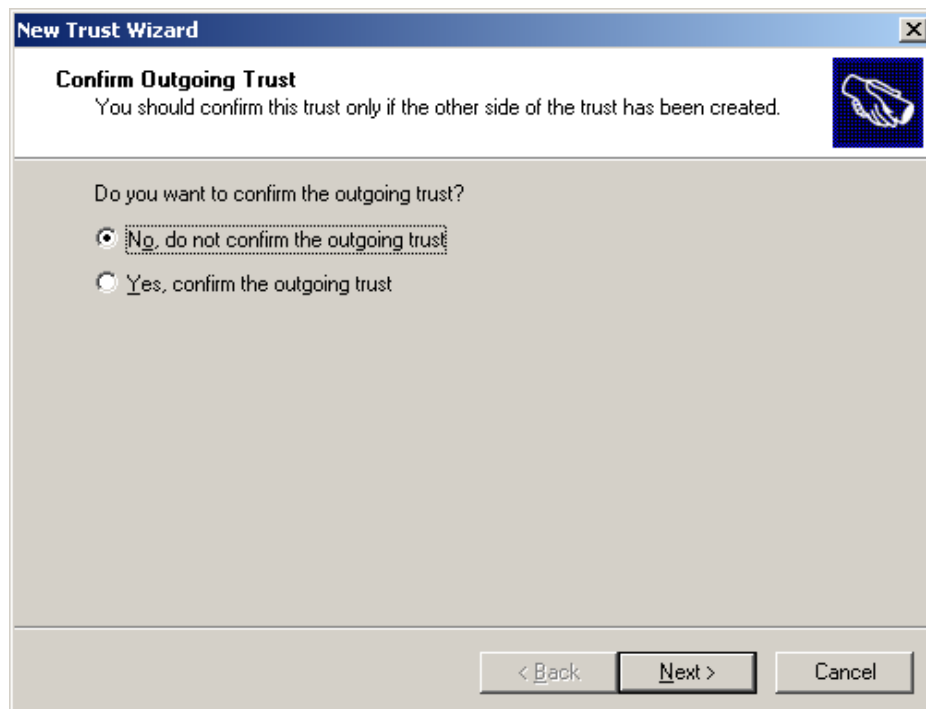 New Trust Wizard
Confirm Outgoing Trust
You should confirm this trust only if the other side of the trust has been created.
Do you want to confirm the outgoing trust?
No, do not confirm the outgoing trust
Yes, confirm the outgoing trust
< Back Next > Cancel